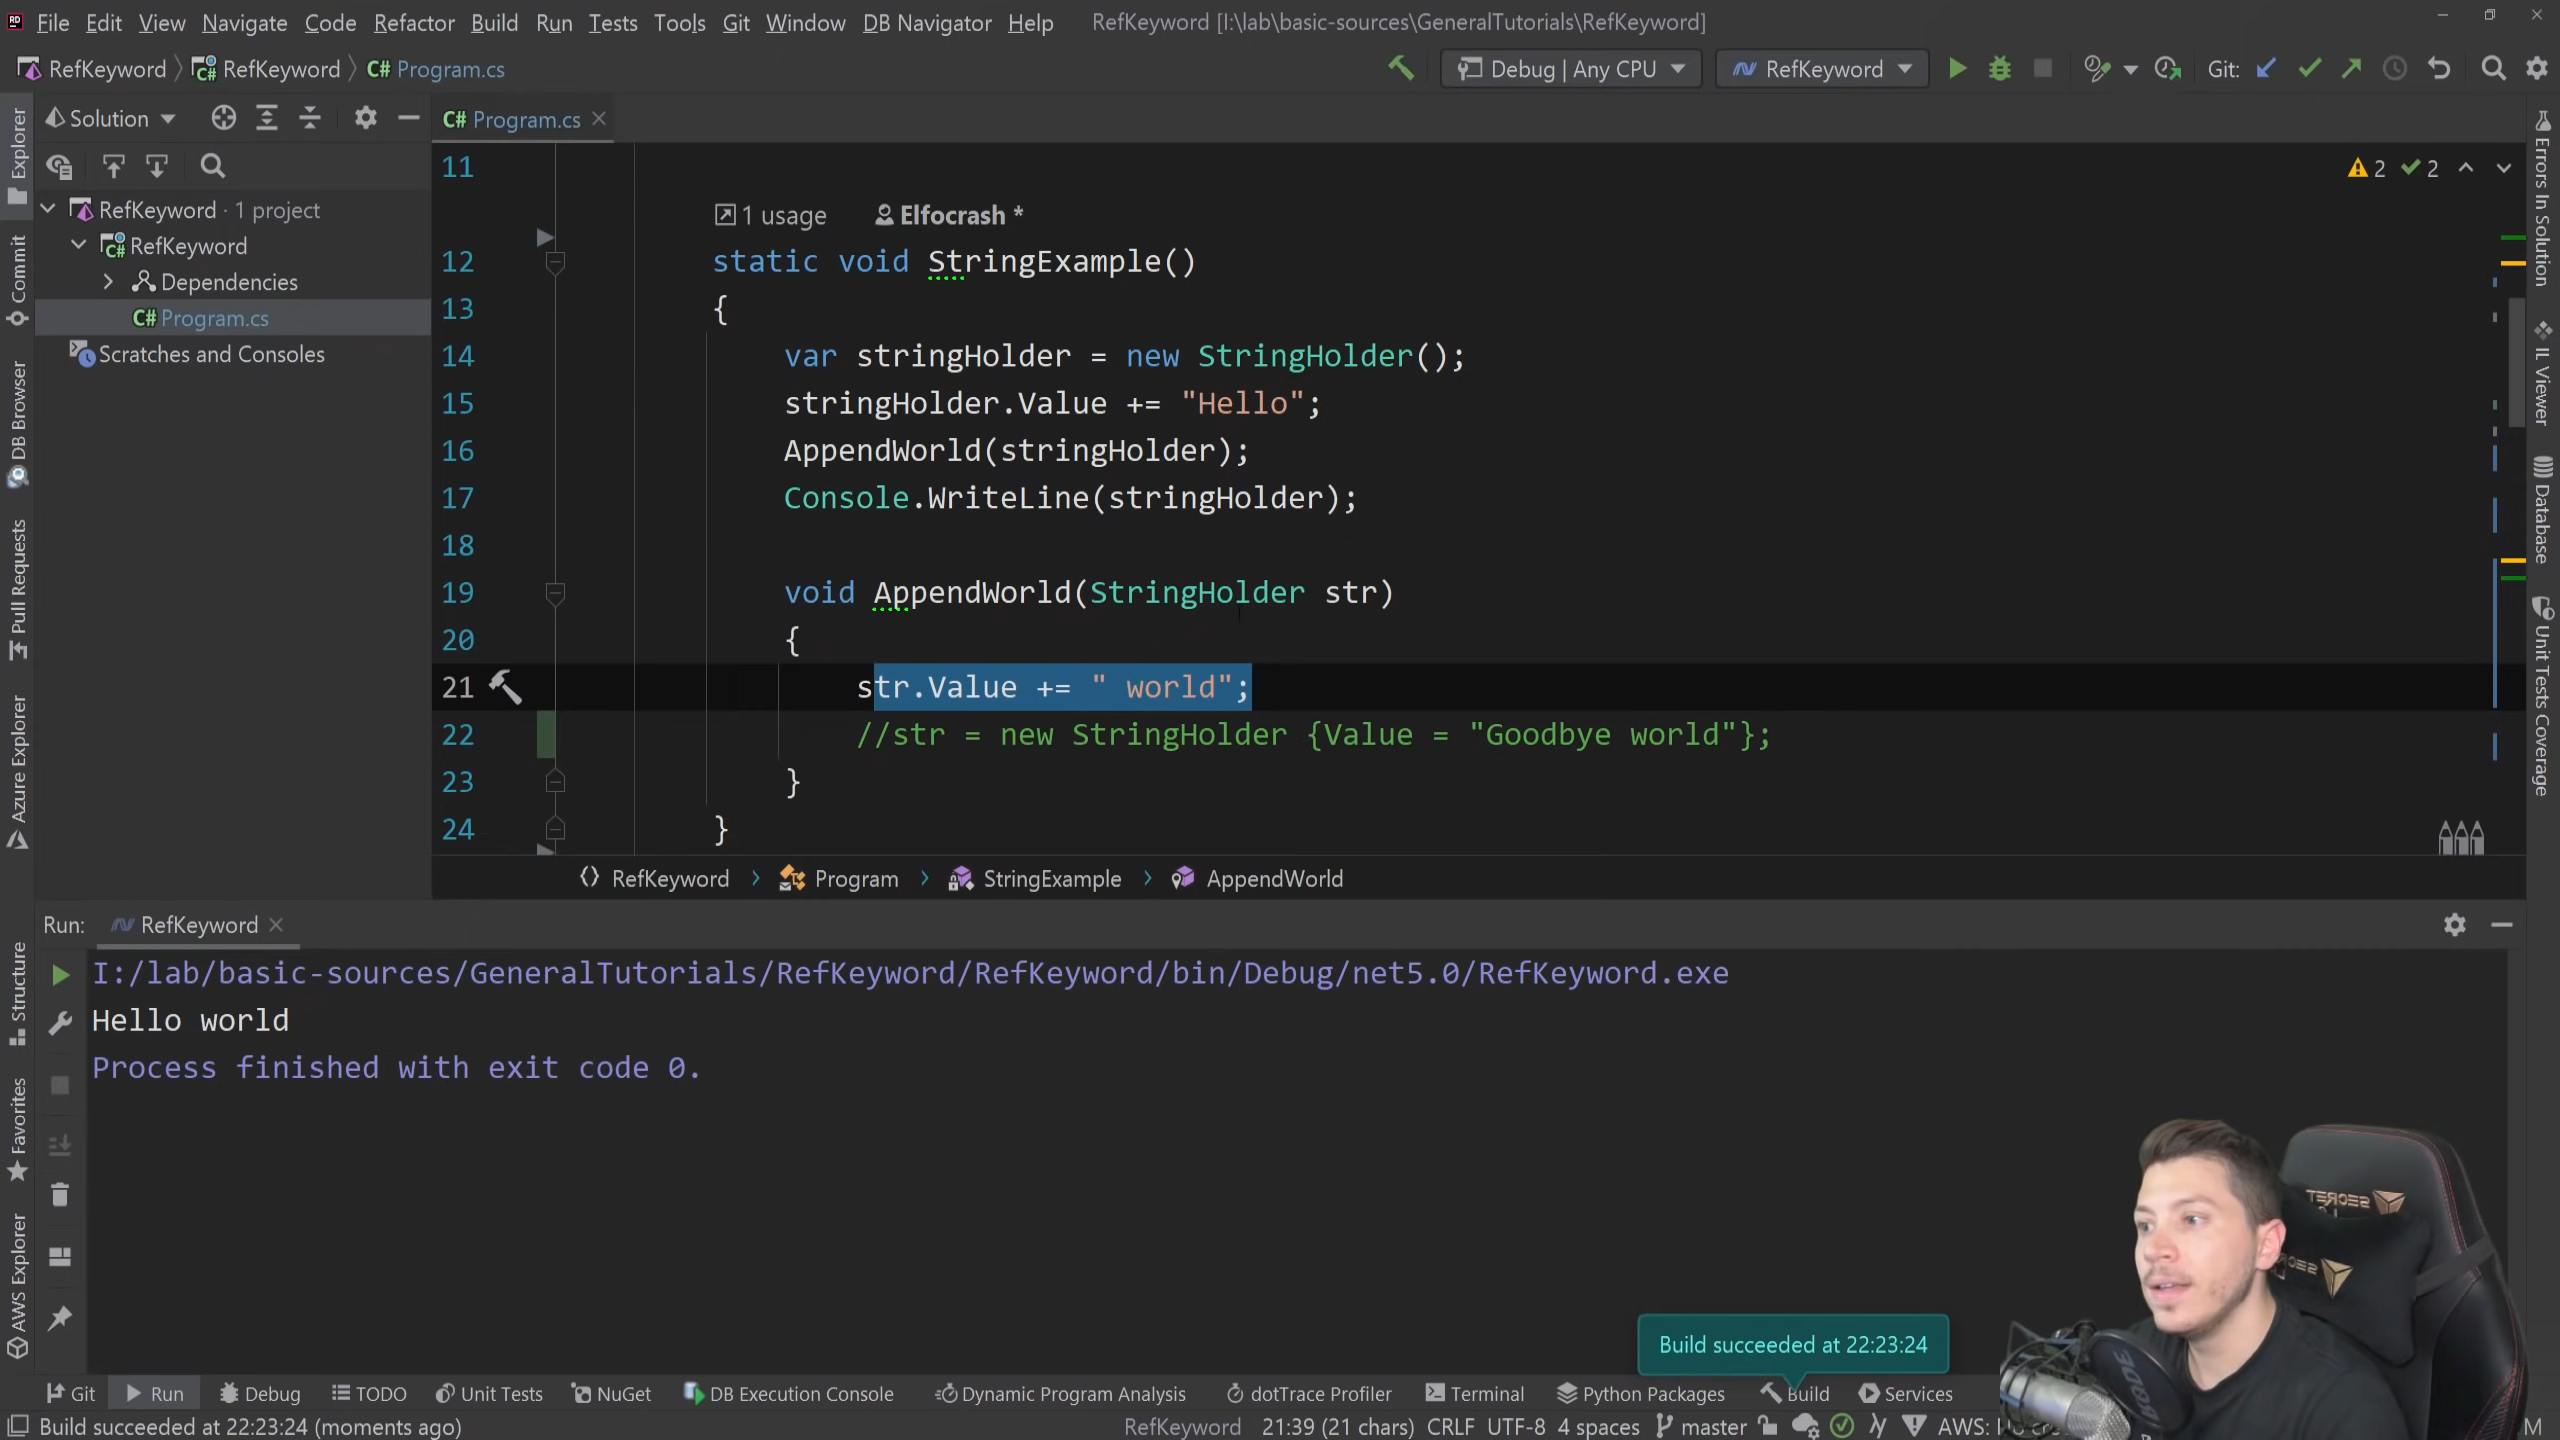 File Edit View Navigate Code Refactor Build Run Tests Tools Git Window DB Navigator Help RefKeyword [I:\lab\basic-sources\GeneralTutorials\RefKeyword]
RefKeyword RefKeyword C# Program.cs Debug | Any CPU RefKeyword Git:
Solution
C# Program.cs
RefKeyword · 1 project
RefKeyword
Dependencies
C# Program.cs
Scratches and Consoles
Explorer
Commit
DB Browser
Pull Requests
Azure Explorer
Structure
Favorites
AWS Explorer
11
2 2
1 usage Elfocrash *
12 static void StringExample()
13 {
14 var stringHolder = new StringHolder();
15 stringHolder.Value += "Hello";
16 AppendWorld(stringHolder);
17 Console.WriteLine(stringHolder);
18
19 void AppendWorld(StringHolder str)
20 {
21 str.Value += " world";
22 //str = new StringHolder {Value = "Goodbye world"};
23 }
24 }
RefKeyword Program StringExample AppendWorld
Errors In Solution
IL Viewer
Database
Unit Tests Coverage
Run: RefKeyword
I:/lab/basic-sources/GeneralTutorials/RefKeyword/RefKeyword/bin/Debug/net5.0/RefKeyword.exe
Hello world
Process finished with exit code 0.
Build succeeded at 22:23:24
Git Run Debug TODO Unit Tests NuGet DB Execution Console Dynamic Program Analysis dotTrace Profiler Terminal Python Packages Build Services
Build succeeded at 22:23:24 (moments ago) RefKeyword 21:39 (21 chars) CRLF UTF-8 4 spaces master AWS: